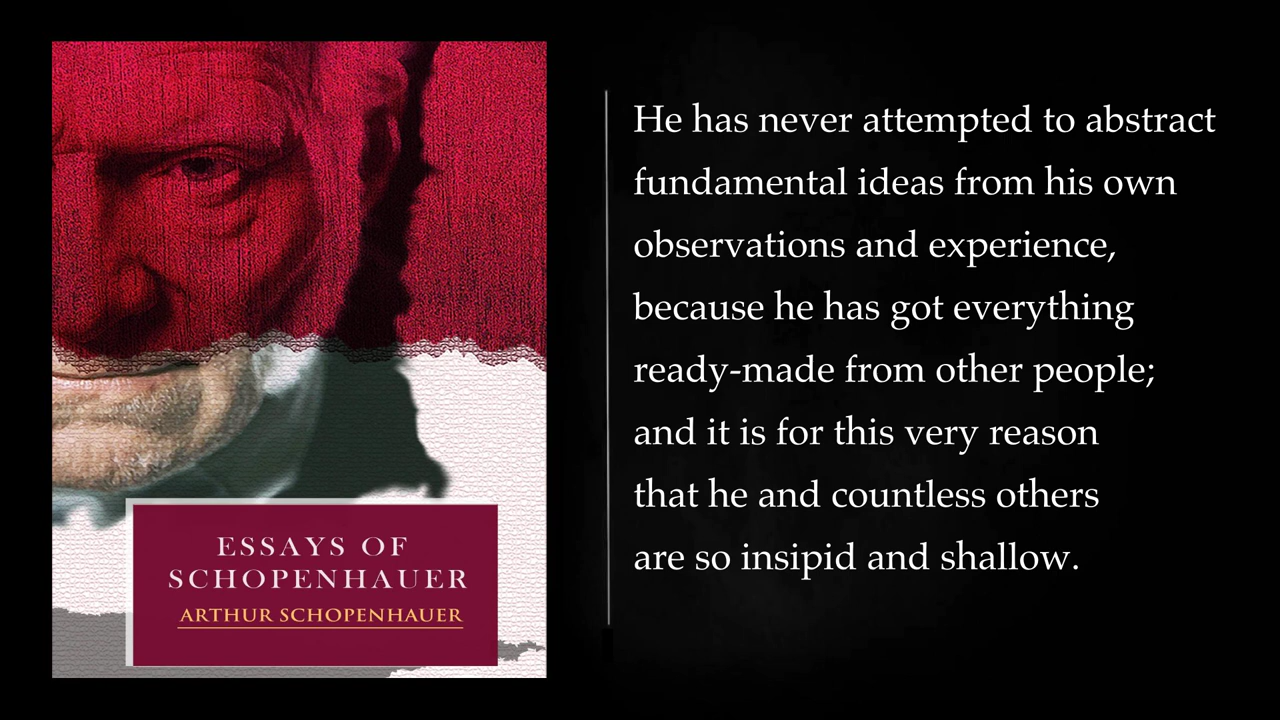 ESSAYS OF
SCHOPENHAUER
ARTHUR SCHOPENHAUER
He has never attempted to abstract
fundamental ideas from his own
observations and experience,
because he has got everything
ready-made from other people;
and it is for this very reason
that he and countless others
are so insipid and shallow.